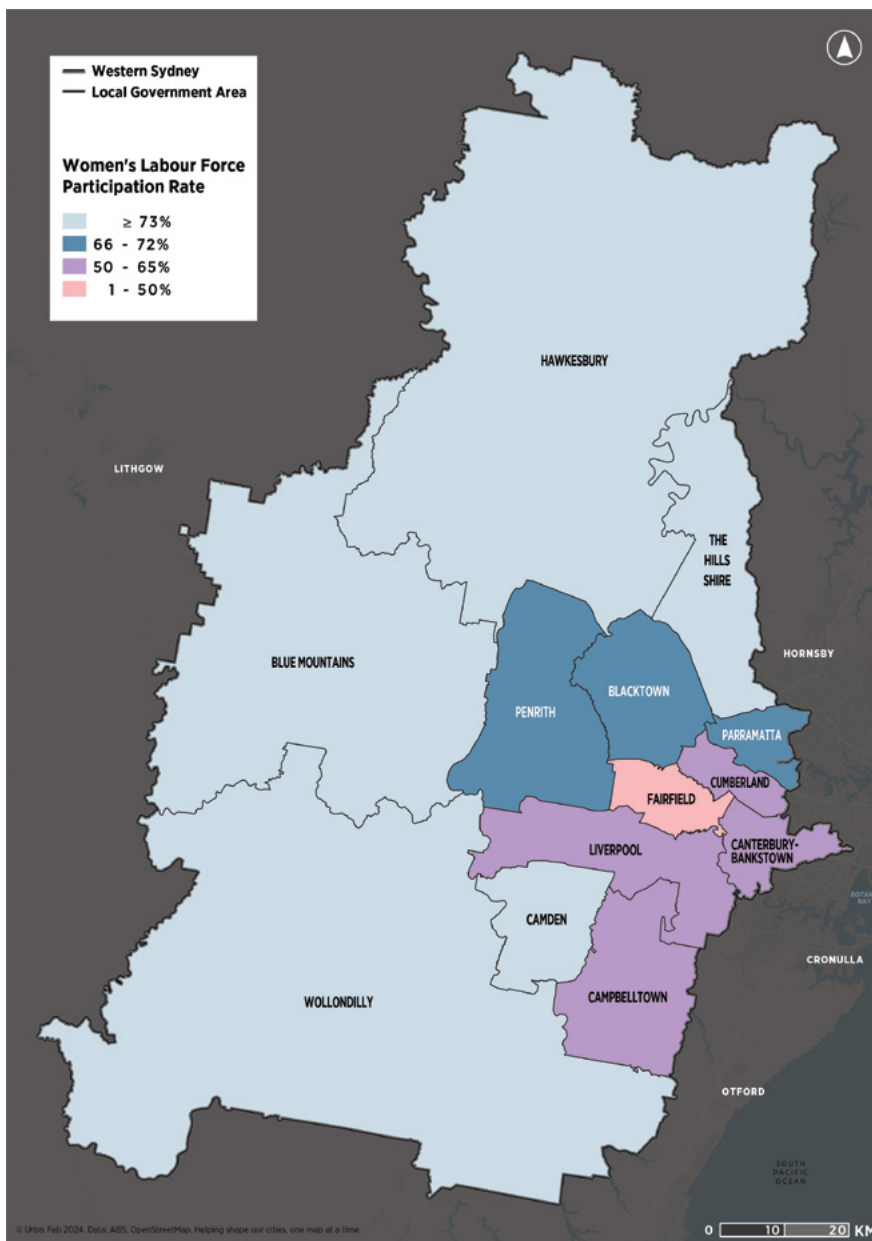 Western Sydney
Local Government Area
Women's Labour Force
Participation Rate
≥ 73%
66 - 72%
50 - 65%
1 - 50%
HAWKESBURY
LITHGOW
THE
HILLS
SHIRE
HORNSBY
BLUE MOUNTAINS
BLACKTOWN
PENRITH
PARRAMATTA
CUMBERLAND
FAIRFIELD
CANTERBURY-
BANKSTOWN
LIVERPOOL
BOTANY
BAY
CAMDEN
CRONULLA
WOLLONDILLY
CAMPBELLTOWN
OTFORD
SOUTH
PACIFIC
OCEAN
© Urbis Feb 2024. Data: ABS, OpenStreetMap. Helping shape our cities, one map at a time.
0 10 20 KM